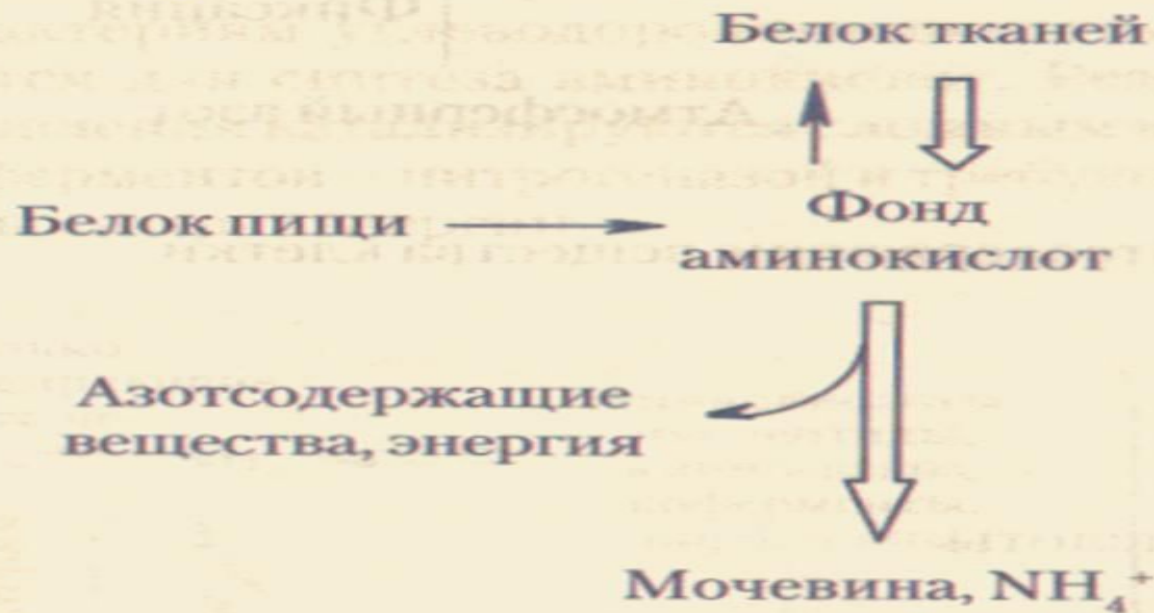 Белок тканей
Белок пищи
Фонд
аминокислот
Азотсодержащие
вещества, энергия
Мочевина, NH₄⁺